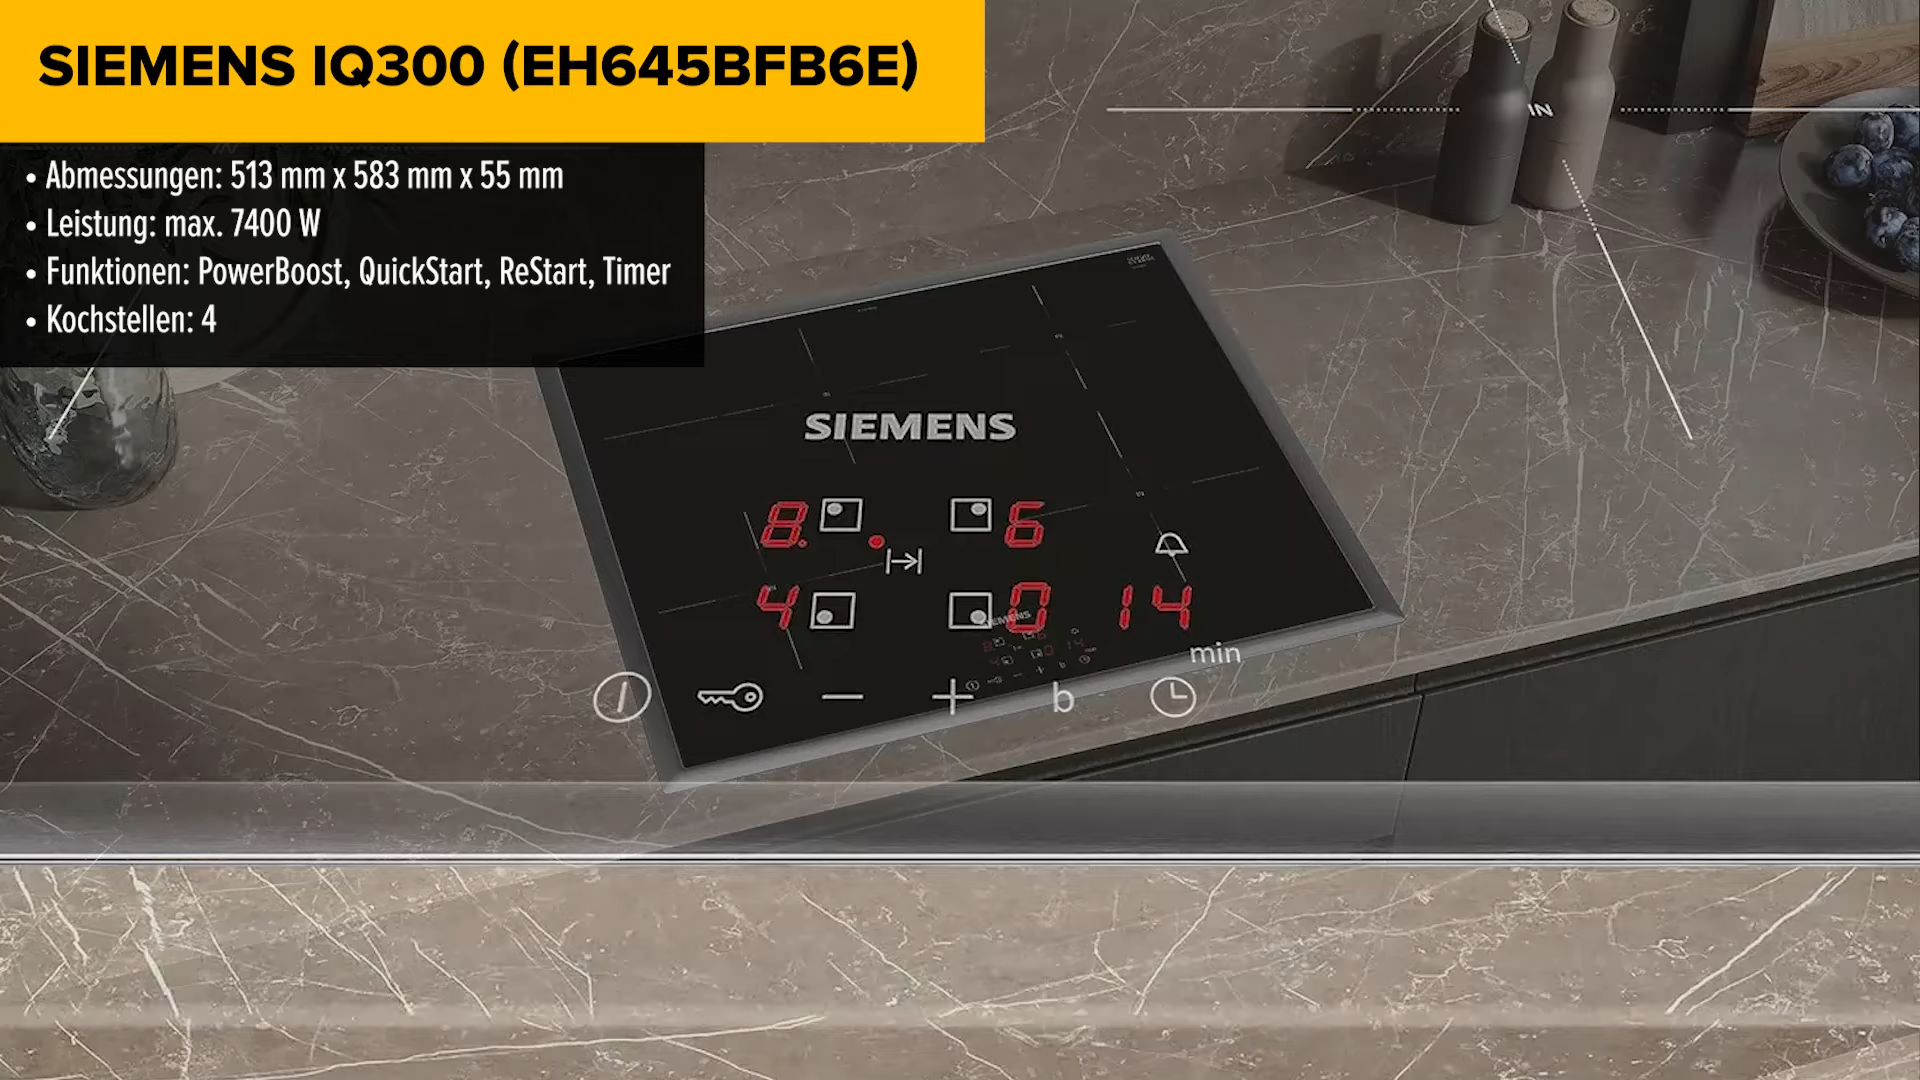 SIEMENS IQ300 (EH645BFB6E)
• Abmessungen: 513 mm x 583 mm x 55 mm
• Leistung: max. 7400 W
• Funktionen: PowerBoost, QuickStart, ReStart, Timer
• Kochstellen: 4
IN
SIEMENS
8. 6
4 0 14
min
b